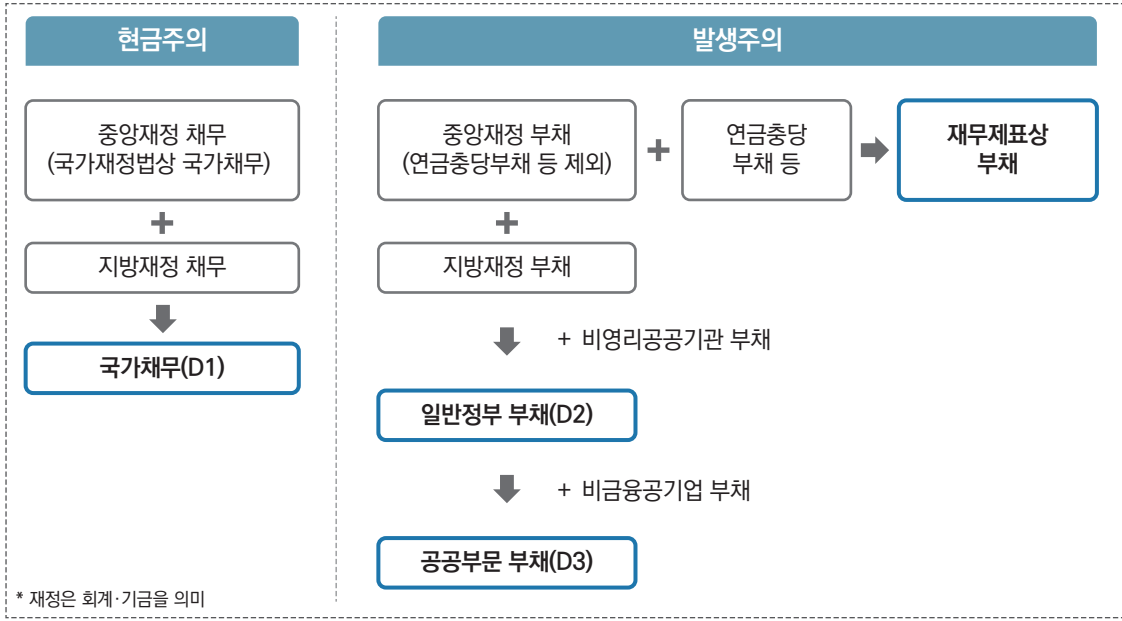 현금주의
중앙재정 채무
(국가재정법상 국가채무)
+
지방재정 채무
국가채무(D1)
* 재정은 회계·기금을 의미
발생주의
중앙재정 부채
(연금충당부채 등 제외)
+
연금충당
부채 등
재무제표상
부채
+
지방재정 부채
+ 비영리공공기관 부채
일반정부 부채(D2)
+ 비금융공기업 부채
공공부문 부채(D3)